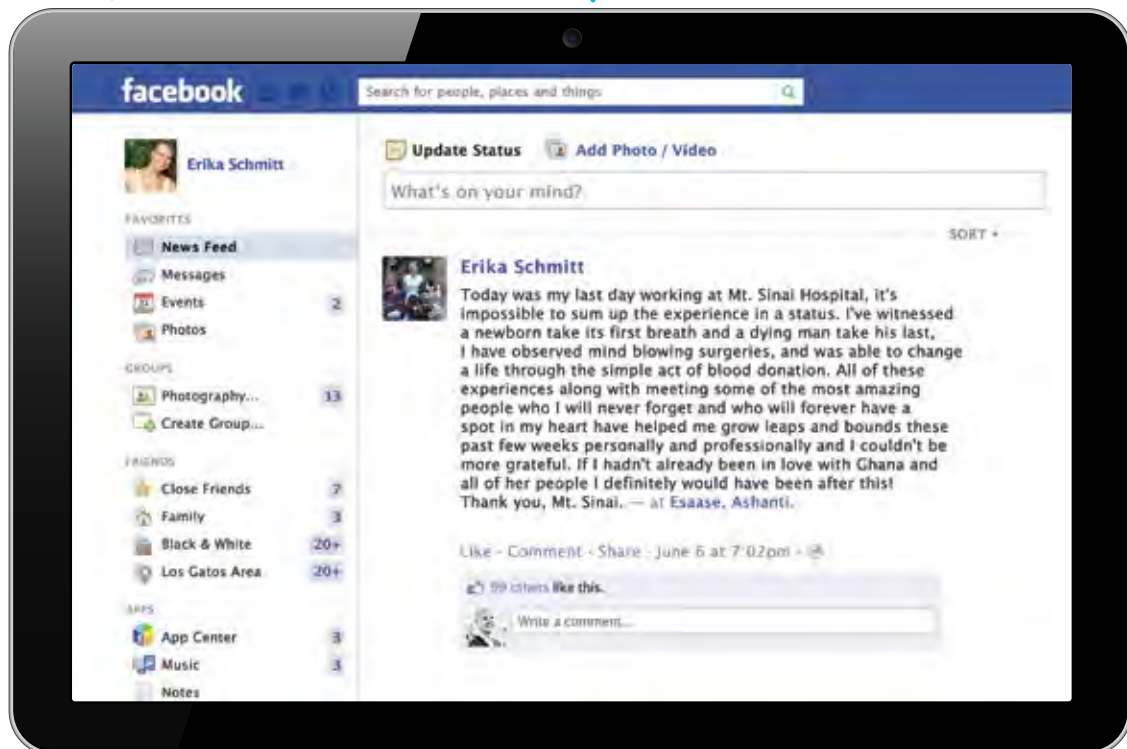 facebook
Search for people, places and things
Erika Schmitt
FAVORITES
News Feed
Messages
Events 2
Photos
GROUPS
Photography... 13
Create Group...
FRIENDS
Close Friends 7
Family 3
Black & White 20+
Los Gatos Area 20+
APPS
App Center 3
Music 3
Notes
Update Status Add Photo / Video
What's on your mind?
SORT
Erika Schmitt
Today was my last day working at Mt. Sinai Hospital, it's
impossible to sum up the experience in a status. I've witnessed
a newborn take its first breath and a dying man take his last,
I have observed mind blowing surgeries, and was able to change
a life through the simple act of blood donation. All of these
experiences along with meeting some of the most amazing
people who I will never forget and who will forever have a
spot in my heart have helped me grow leaps and bounds these
past few weeks personally and professionally and I couldn't be
more grateful. If I hadn't already been in love with Ghana and
all of her people I definitely would have been after this!
Thank you, Mt. Sinai. — at Esaase, Ashanti.
Like · Comment · Share · June 6 at 7:02pm ·
99 others like this.
Write a comment...